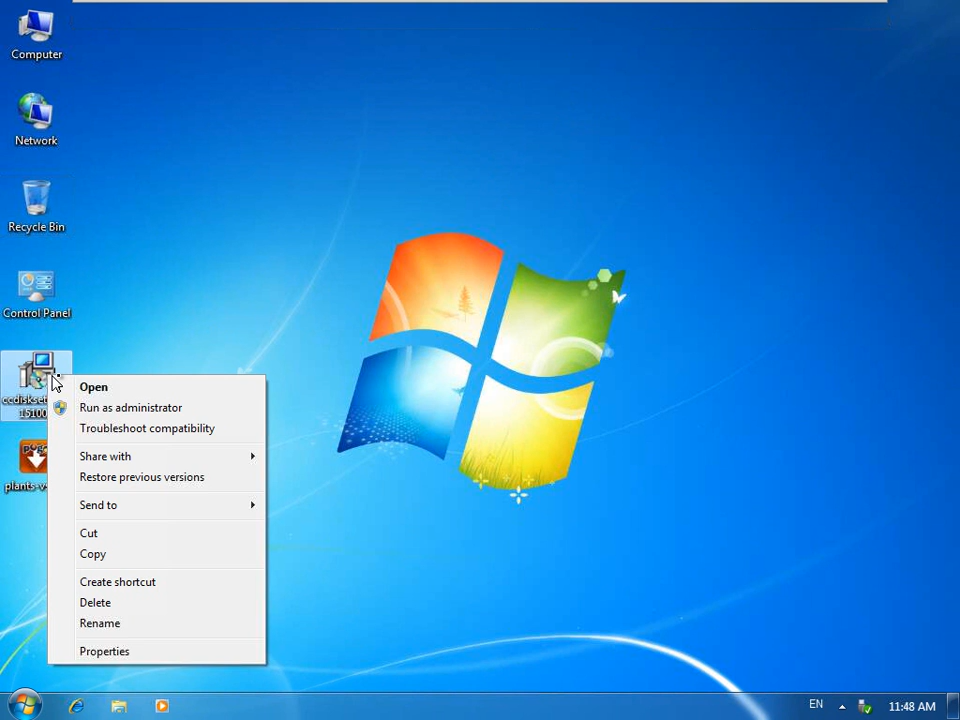 Computer
Network
Recycle Bin
Control Panel
15100
Open
Run as administrator
Troubleshoot compatibility
Share with
Restore previous versions
Send to
Cut
Copy
Create shortcut
Delete
Rename
Properties
EN
11:48 AM